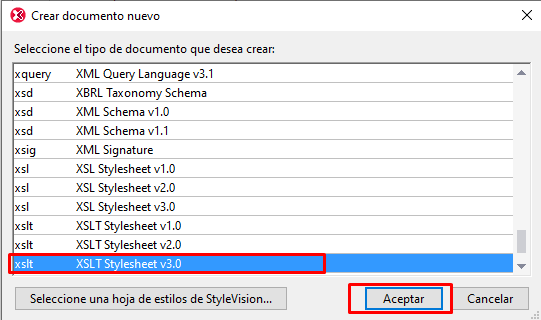 Crear documento nuevo
Seleccione el tipo de documento que desea crear:
xquery XML Query Language v3.1
xsd XBRL Taxonomy Schema
xsd XML Schema v1.0
xsd XML Schema v1.1
xsig XML Signature
xsl XSL Stylesheet v1.0
xsl XSL Stylesheet v2.0
xsl XSL Stylesheet v3.0
xslt XSLT Stylesheet v1.0
xslt XSLT Stylesheet v2.0
xslt XSLT Stylesheet v3.0
Seleccione una hoja de estilos de StyleVision... Aceptar Cancelar